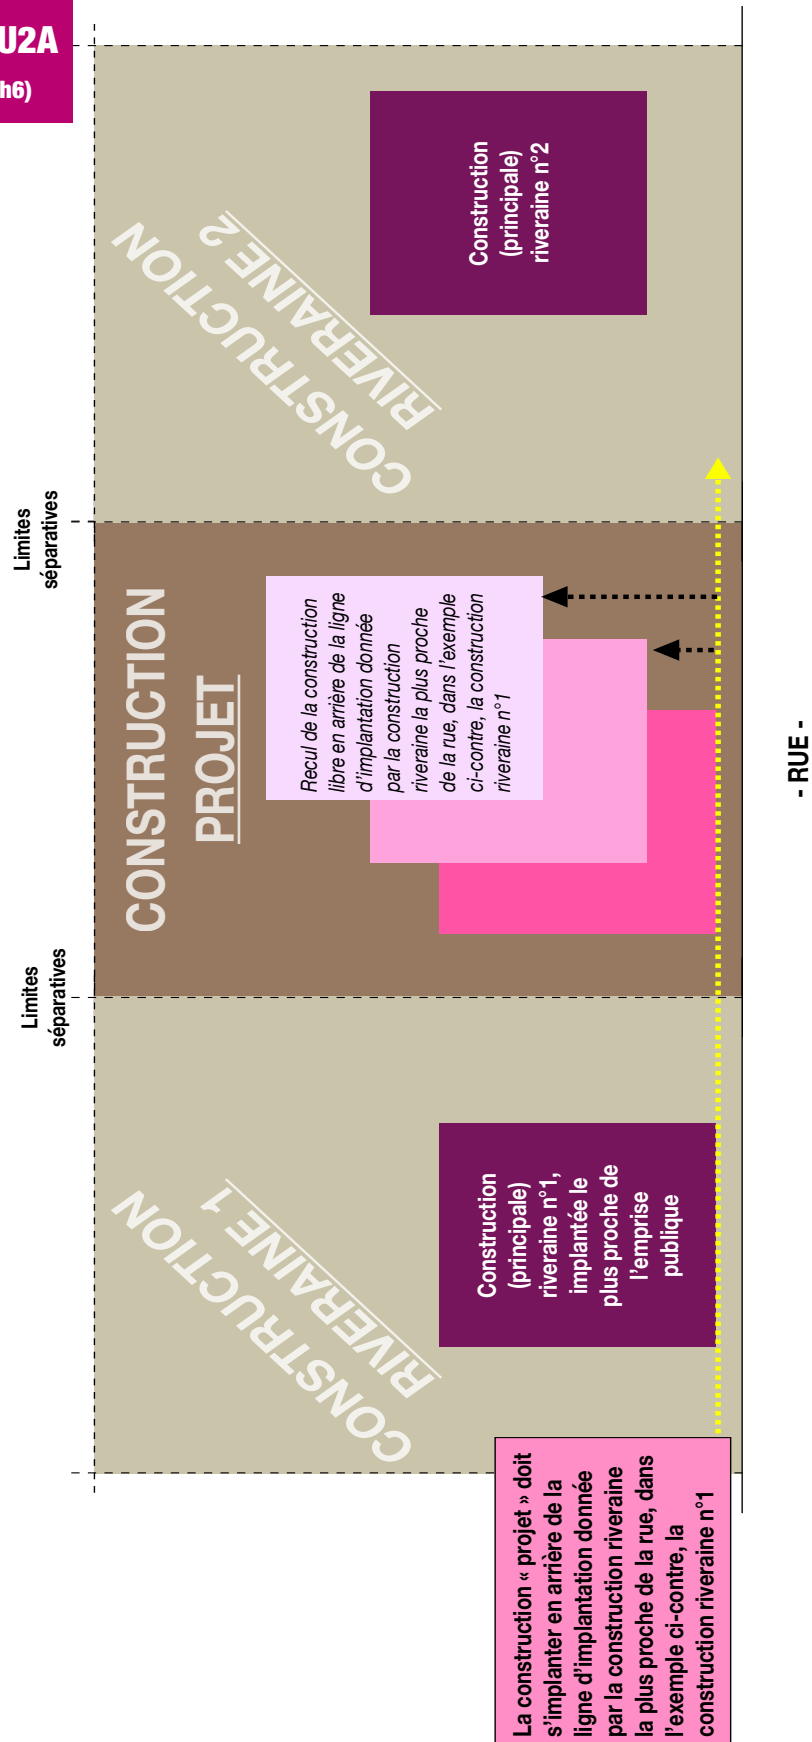 U2A
h6)
Limites
séparatives
Limites
séparatives
CONSTRUCTION
RIVERAINE 1
CONSTRUCTION
PROJET
CONSTRUCTION
RIVERAINE 2
Recul de la construction
libre en arrière de la ligne
d'implantation donnée
par la construction
riveraine la plus proche
de la rue, dans l'exemple
ci-contre, la construction
riveraine n°1
Construction
(principale)
riveraine n°1,
implantée le
plus proche de
l'emprise
publique
Construction
(principale)
riveraine n°2
La construction « projet » doit
s'implanter en arrière de la
ligne d'implantation donnée
par la construction riveraine
la plus proche de la rue, dans
l'exemple ci-contre, la
construction riveraine n°1
- RUE -